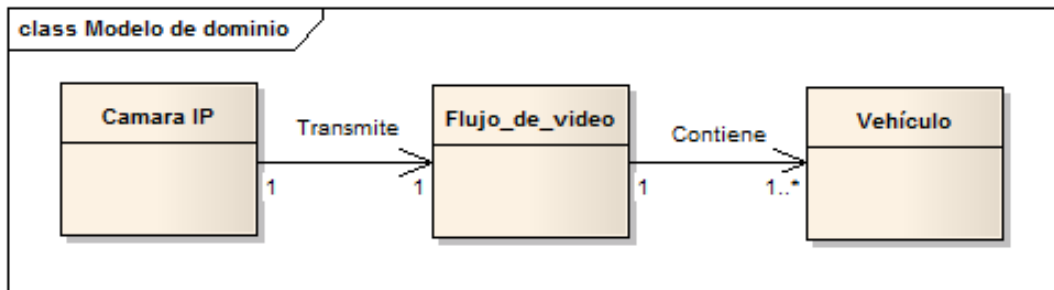 class Modelo de dominio
Camara IP
Transmite
Flujo_de_video
Contiene
Vehículo
1
1
1
1..*